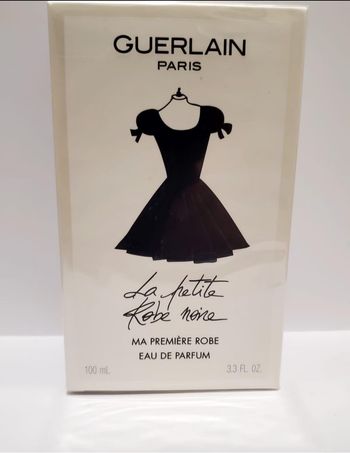 GUERLAIN
PARIS
La petite
Robe noire
MA PREMIÈRE ROBE
EAU DE PARFUM
100 mL 3.3 FL. OZ.